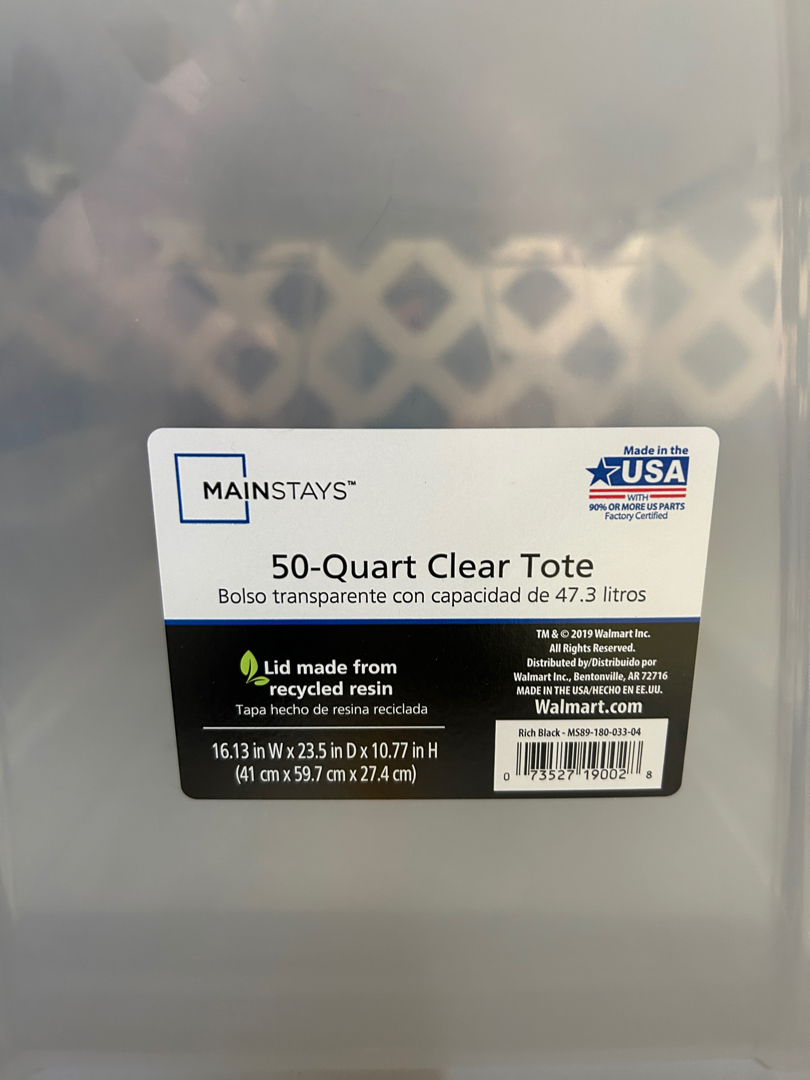 MAINSTAYS™
Made in the
USA
WITH
90% OR MORE US PARTS
Factory Certified
50-Quart Clear Tote
Bolso transparente con capacidad de 47.3 litros
Lid made from
recycled resin
Tapa hecho de resina reciclada
16.13 in W x 23.5 in D x 10.77 in H
(41 cm x 59.7 cm x 27.4 cm)
TM & © 2019 Walmart Inc.
All Rights Reserved.
Distributed by/Distribuido por
Walmart Inc., Bentonville, AR 72716
MADE IN THE USA/HECHO EN EE.UU.
Walmart.com
Rich Black - MS89-180-033-04
0 73527 19002 8